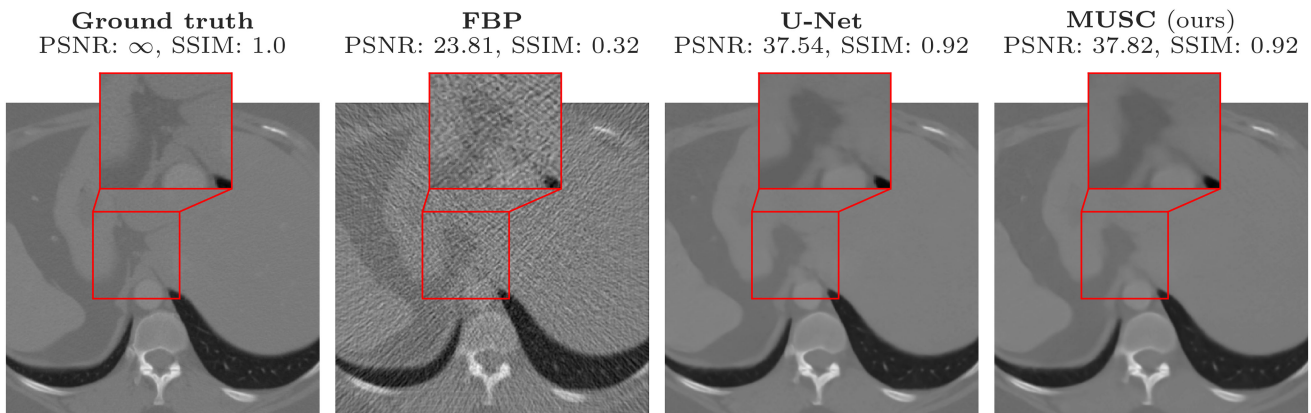 Ground truth
PSNR: ∞, SSIM: 1.0
FBP
PSNR: 23.81, SSIM: 0.32
U-Net
PSNR: 37.54, SSIM: 0.92
MUSC (ours)
PSNR: 37.82, SSIM: 0.92